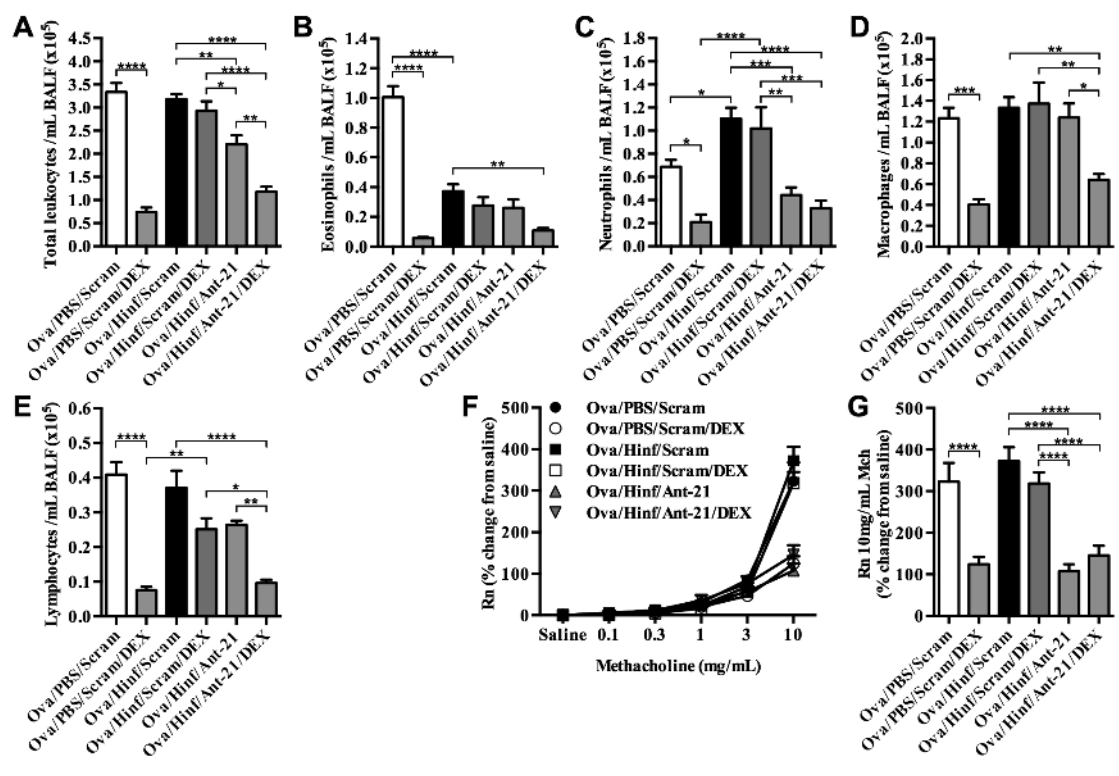 A
Total leukocytes /mL BALF (x10⁵)
4.5
4.0
3.5
3.0
2.5
2.0
1.5
1.0
0.5
0.0
****
****
**
****
*
**
Ova/PBS/Scram
Ova/PBS/Scram/DEX
Ova/Hinf/Scram
Ova/Hinf/Scram/DEX
Ova/Hinf/Ant-21
Ova/Hinf/Ant-21/DEX
B
Eosinophils /mL BALF (x10⁵)
1.4
1.2
1.0
0.8
0.6
0.4
0.2
0.0
****
****
**
Ova/PBS/Scram
Ova/PBS/Scram/DEX
Ova/Hinf/Scram
Ova/Hinf/Scram/DEX
Ova/Hinf/Ant-21
Ova/Hinf/Ant-21/DEX
C
Neutrophils /mL BALF (x10⁵)
1.8
1.6
1.4
1.2
1.0
0.8
0.6
0.4
0.2
0.0
****
****
***
***
*
**
*
Ova/PBS/Scram
Ova/PBS/Scram/DEX
Ova/Hinf/Scram
Ova/Hinf/Scram/DEX
Ova/Hinf/Ant-21
Ova/Hinf/Ant-21/DEX
D
Macrophages /mL BALF (x10⁵)
2.2
2.0
1.8
1.6
1.4
1.2
1.0
0.8
0.6
0.4
0.2
0.0
**
**
***
*
Ova/PBS/Scram
Ova/PBS/Scram/DEX
Ova/Hinf/Scram
Ova/Hinf/Scram/DEX
Ova/Hinf/Ant-21
Ova/Hinf/Ant-21/DEX
E
Lymphocytes /mL BALF (x10⁵)
0.6
0.5
0.4
0.3
0.2
0.1
0.0
****
****
**
*
**
Ova/PBS/Scram
Ova/PBS/Scram/DEX
Ova/Hinf/Scram
Ova/Hinf/Scram/DEX
Ova/Hinf/Ant-21
Ova/Hinf/Ant-21/DEX
F
Rn (% change from saline)
500
400
300
200
100
0
Ova/PBS/Scram
Ova/PBS/Scram/DEX
Ova/Hinf/Scram
Ova/Hinf/Scram/DEX
Ova/Hinf/Ant-21
Ova/Hinf/Ant-21/DEX
Saline 0.1 0.3 1 3 10
Methacholine (mg/mL)
G
Rn 10mg/mL Mch
(% change from saline)
500
400
300
200
100
0
****
****
****
****
****
Ova/PBS/Scram
Ova/PBS/Scram/DEX
Ova/Hinf/Scram
Ova/Hinf/Scram/DEX
Ova/Hinf/Ant-21
Ova/Hinf/Ant-21/DEX